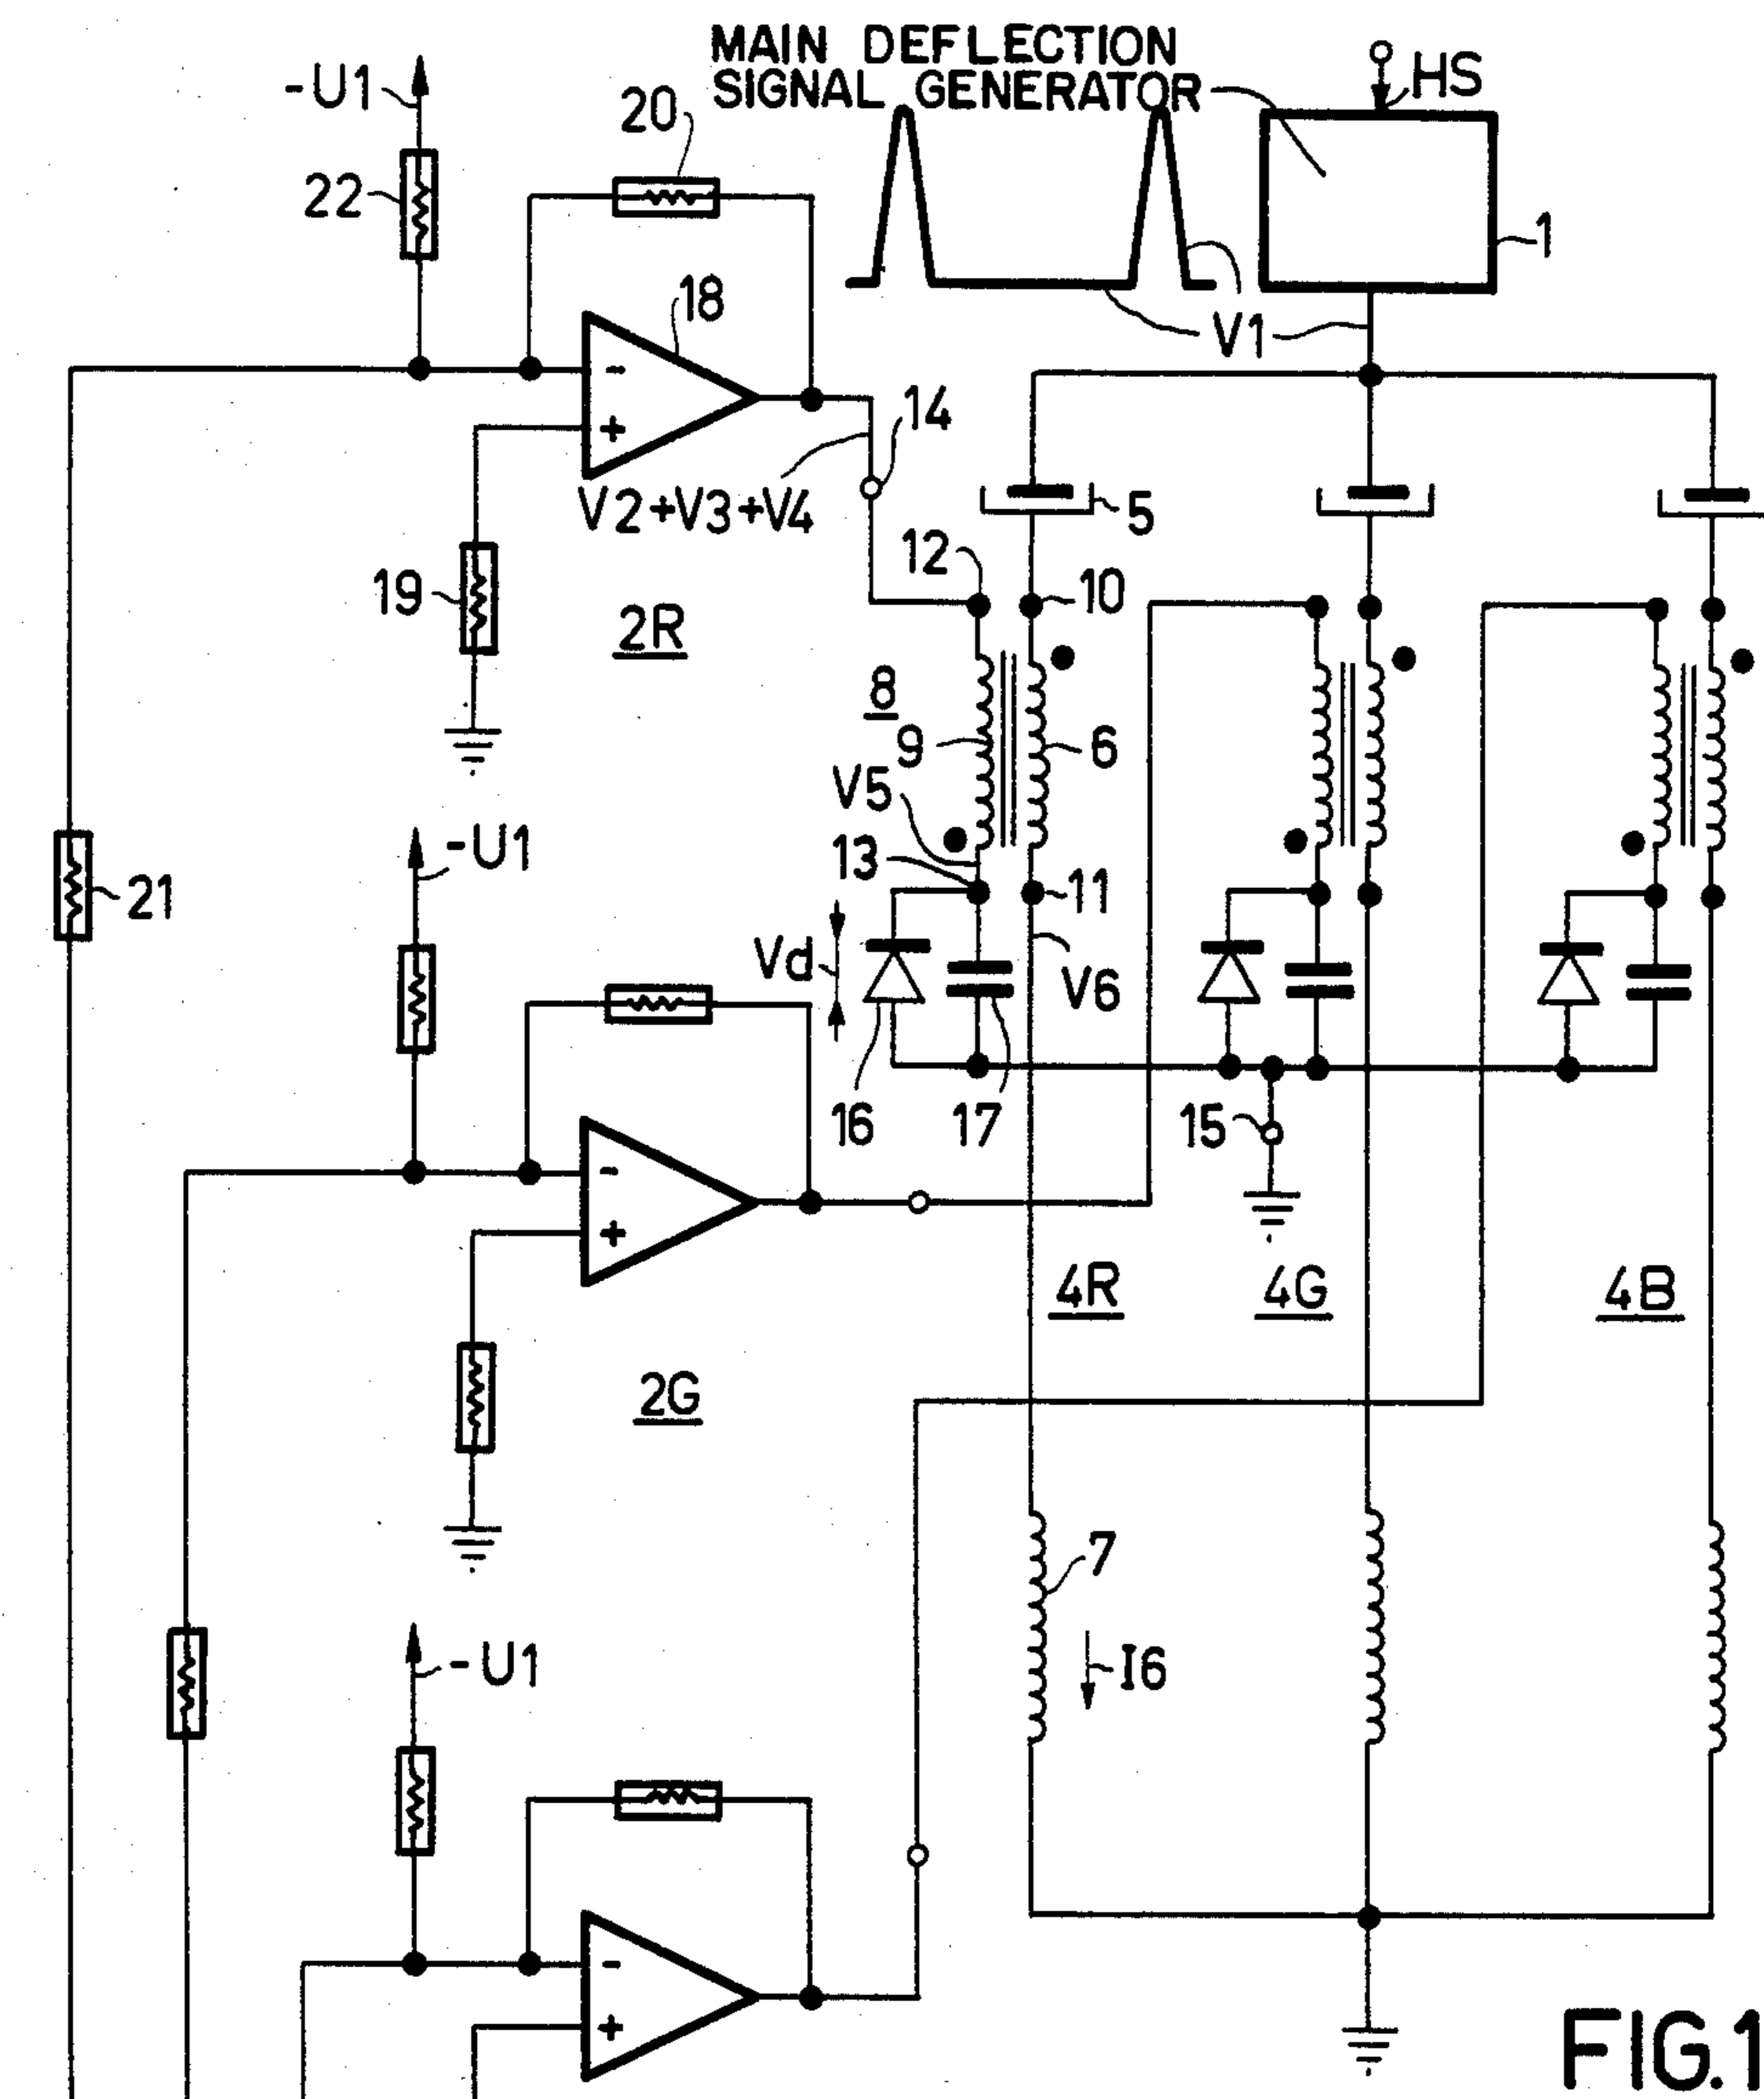 MAIN DEFLECTION
SIGNAL GENERATOR
HS
-U1
20
22
1
18
V1
-
+
14
V2+V3+V4
5
12
10
19
2R
8
9
6
V5
13
11
-U1
21
Vd
V6
16
17
15
-
+
4R
4G
4B
2G
7
-U1
I6
-
+
FIG.1